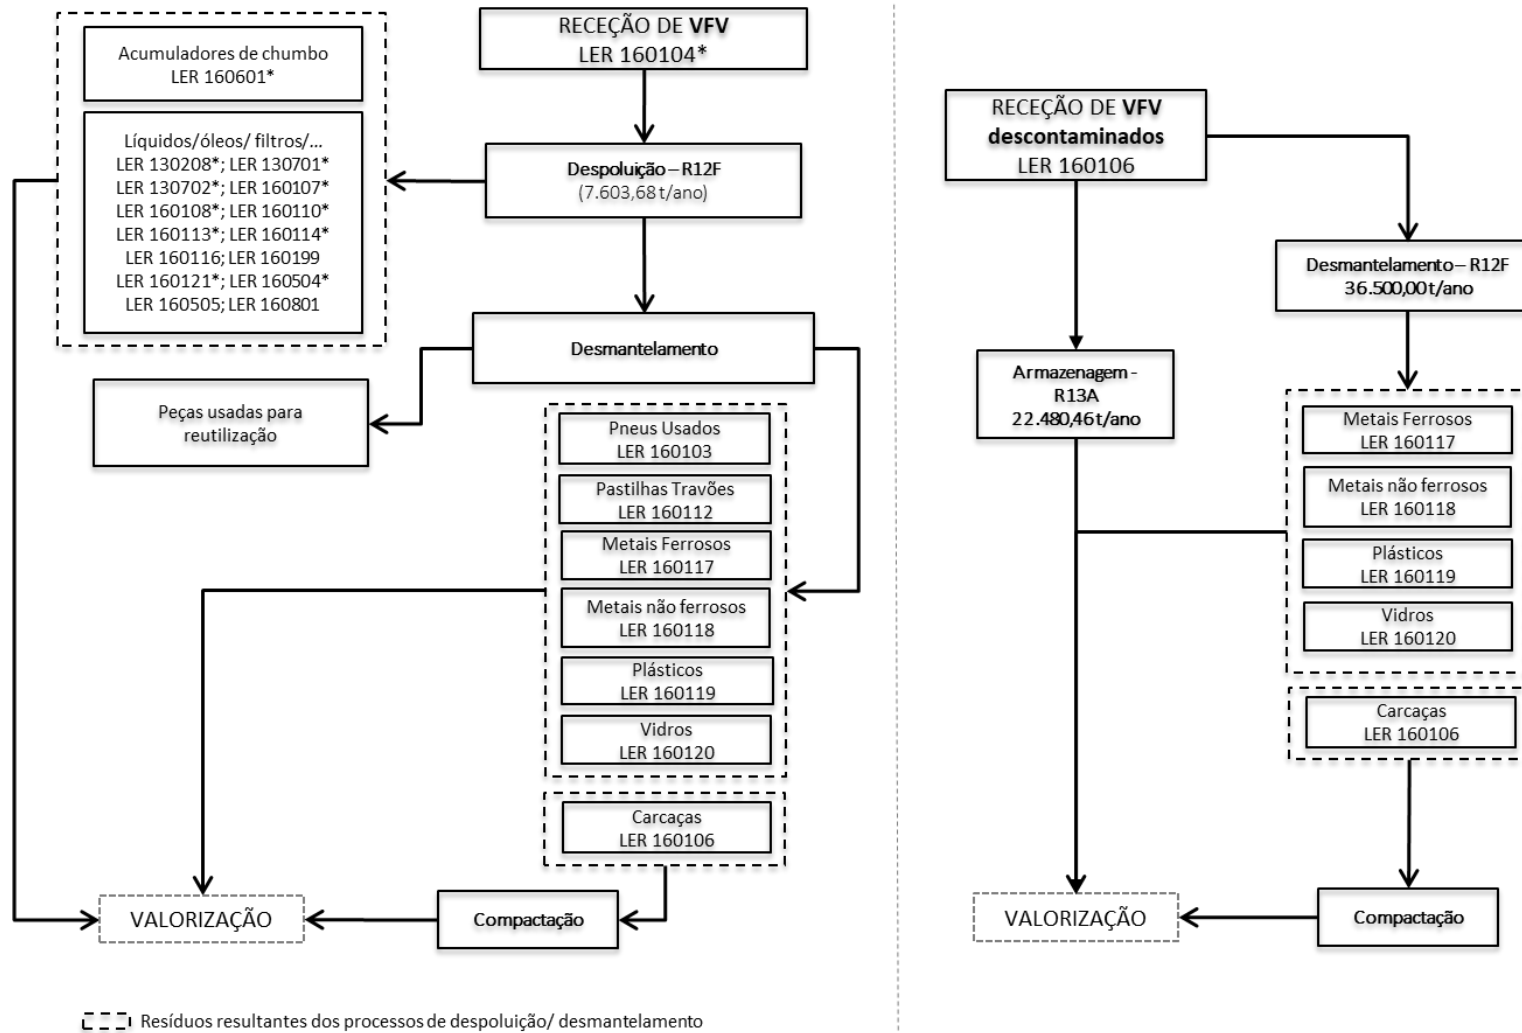 RECEÇÃO DE VFV
LER 160104*
Acumuladores de chumbo
LER 160601*
Líquidos/óleos/ filtros/...
LER 130208*; LER 130701*
LER 130702*; LER 160107*
LER 160108*; LER 160110*
LER 160113*; LER 160114*
LER 160116; LER 160199
LER 160121*; LER 160504*
LER 160505; LER 160801
Despoluição – R12F
(7.603,68 t/ano)
Desmantelamento
Peças usadas para
reutilização
Pneus Usados
LER 160103
Pastilhas Travões
LER 160112
Metais Ferrosos
LER 160117
Metais não ferrosos
LER 160118
Plásticos
LER 160119
Vidros
LER 160120
Carcaças
LER 160106
Compactação
VALORIZAÇÃO
RECEÇÃO DE VFV
descontaminados
LER 160106
Desmantelamento – R12F
36.500,00 t/ano
Armazenagem -
R13A
22.480,46 t/ano
Metais Ferrosos
LER 160117
Metais não ferrosos
LER 160118
Plásticos
LER 160119
Vidros
LER 160120
Carcaças
LER 160106
Compactação
VALORIZAÇÃO
Resíduos resultantes dos processos de despoluição/ desmantelamento